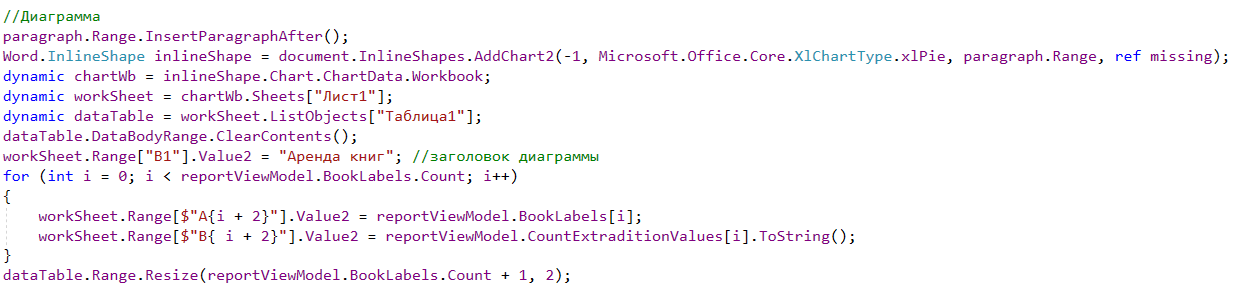 //Диаграмма
paragraph.Range.InsertParagraphAfter();
Word.InlineShape inlineShape = document.InlineShapes.AddChart2(-1, Microsoft.Office.Core.XlChartType.xlPie, paragraph.Range, ref missing);
dynamic chartWb = inlineShape.Chart.ChartData.Workbook;
dynamic workSheet = chartWb.Sheets["Лист1"];
dynamic dataTable = workSheet.ListObjects["Таблица1"];
dataTable.DataBodyRange.ClearContents();
workSheet.Range["B1"].Value2 = "Аренда книг"; //заголовок диаграммы
for (int i = 0; i < reportViewModel.BookLabels.Count; i++)
{
    workSheet.Range[$"A{i + 2}"].Value2 = reportViewModel.BookLabels[i];
    workSheet.Range[$"B{ i + 2}"].Value2 = reportViewModel.CountExtraditionValues[i].ToString();
}
dataTable.Range.Resize(reportViewModel.BookLabels.Count + 1, 2);